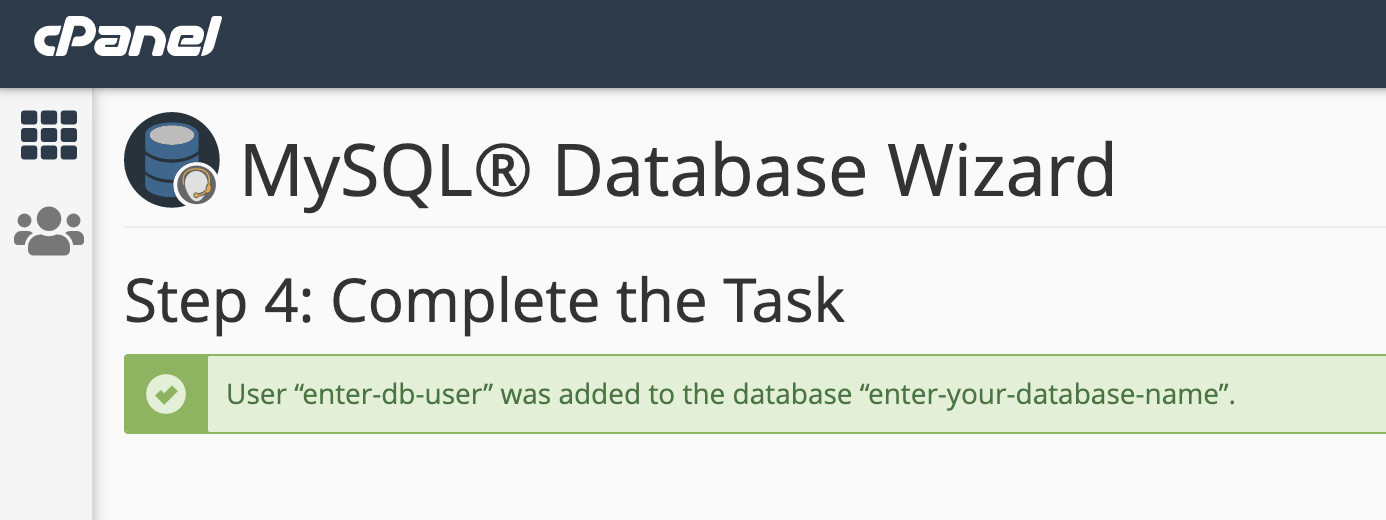 cPanel
MySQL® Database Wizard
Step 4: Complete the Task
User “enter-db-user” was added to the database “enter-your-database-name”.